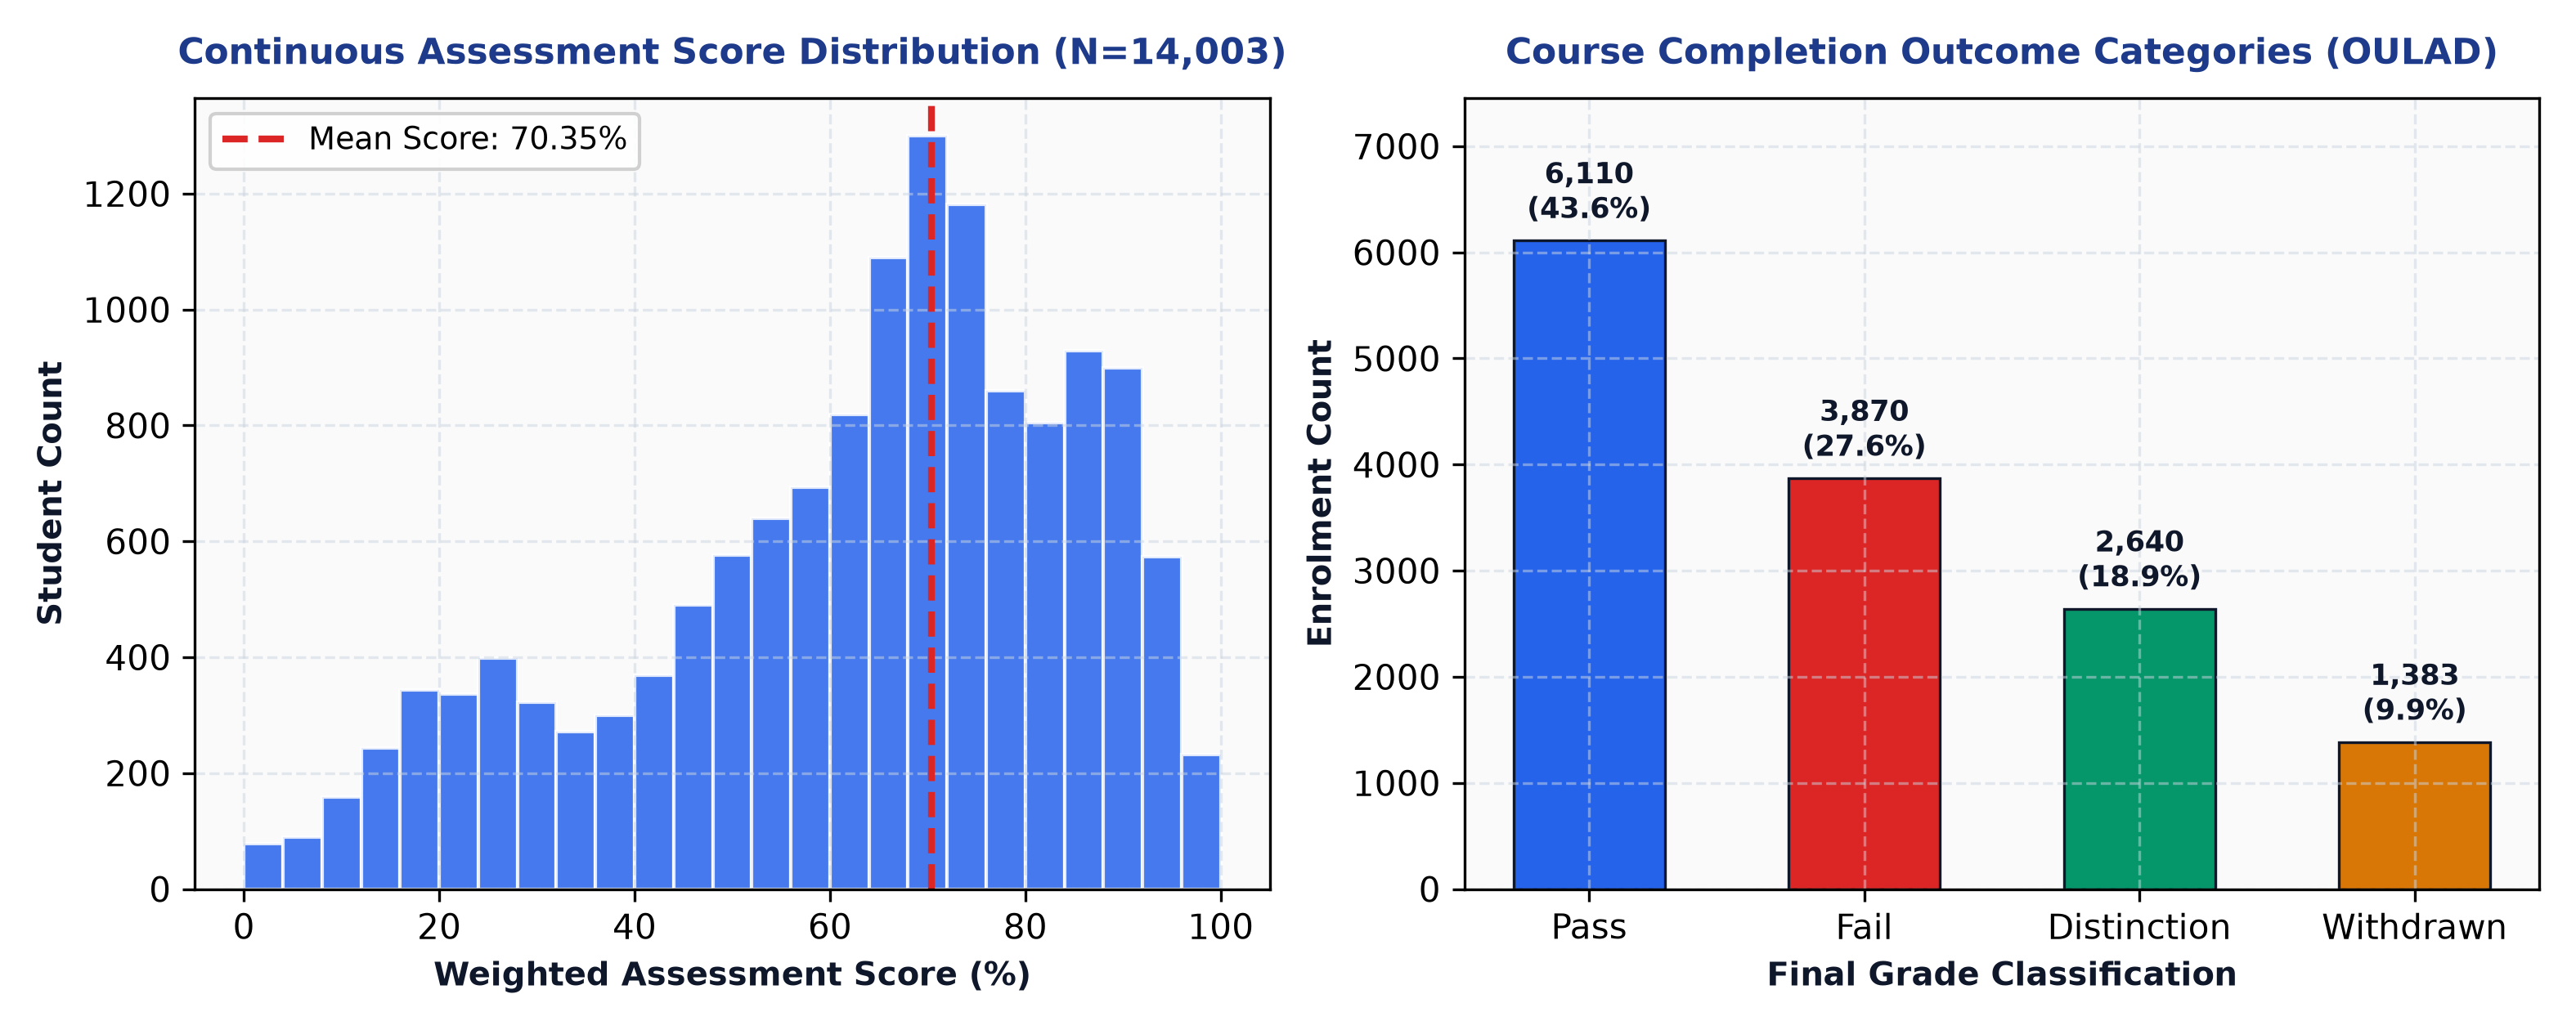 Continuous Assessment Score Distribution (N=14,003)
Mean Score: 70.35%
Student Count
1200
1000
800
600
400
200
0
0 20 40 60 80 100
Weighted Assessment Score (%)
Course Completion Outcome Categories (OULAD)
Enrolment Count
7000
6000
5000
4000
3000
2000
1000
0
6,110
(43.6%)
3,870
(27.6%)
2,640
(18.9%)
1,383
(9.9%)
Pass Fail Distinction Withdrawn
Final Grade Classification